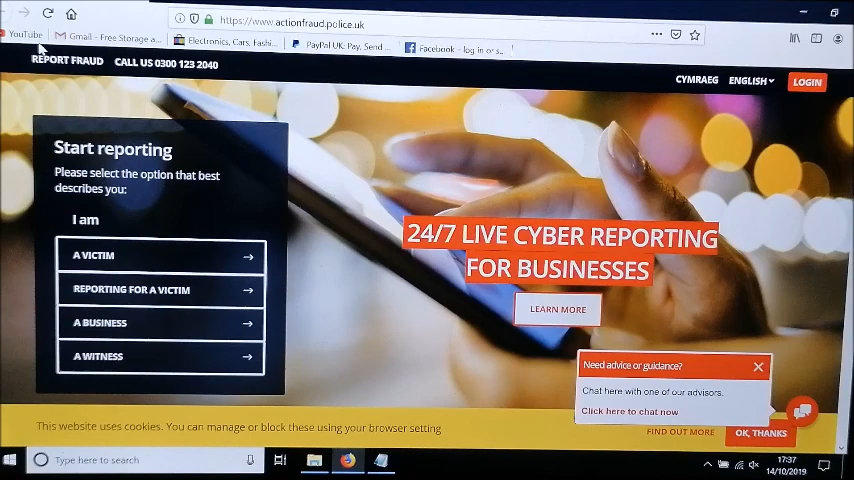 https://www.actionfraud.police.uk
YouTube
Gmail - Free Storage a...
Electronics, Cars, Fashi...
PayPal UK: Pay, Send ...
Facebook – log in or s...
REPORT FRAUD
CALL US 0300 123 2040
CYMRAEG
ENGLISH
LOGIN
Start reporting
Please select the option that best
describes you:
I am
A VICTIM
REPORTING FOR A VICTIM
A BUSINESS
A WITNESS
24/7 LIVE CYBER REPORTING
FOR BUSINESSES
LEARN MORE
Need advice or guidance?
Chat here with one of our advisors.
Click here to chat now
This website uses cookies. You can manage or block these using your browser setting
FIND OUT MORE
OK, THANKS
Type here to search
17:37
14/10/2019